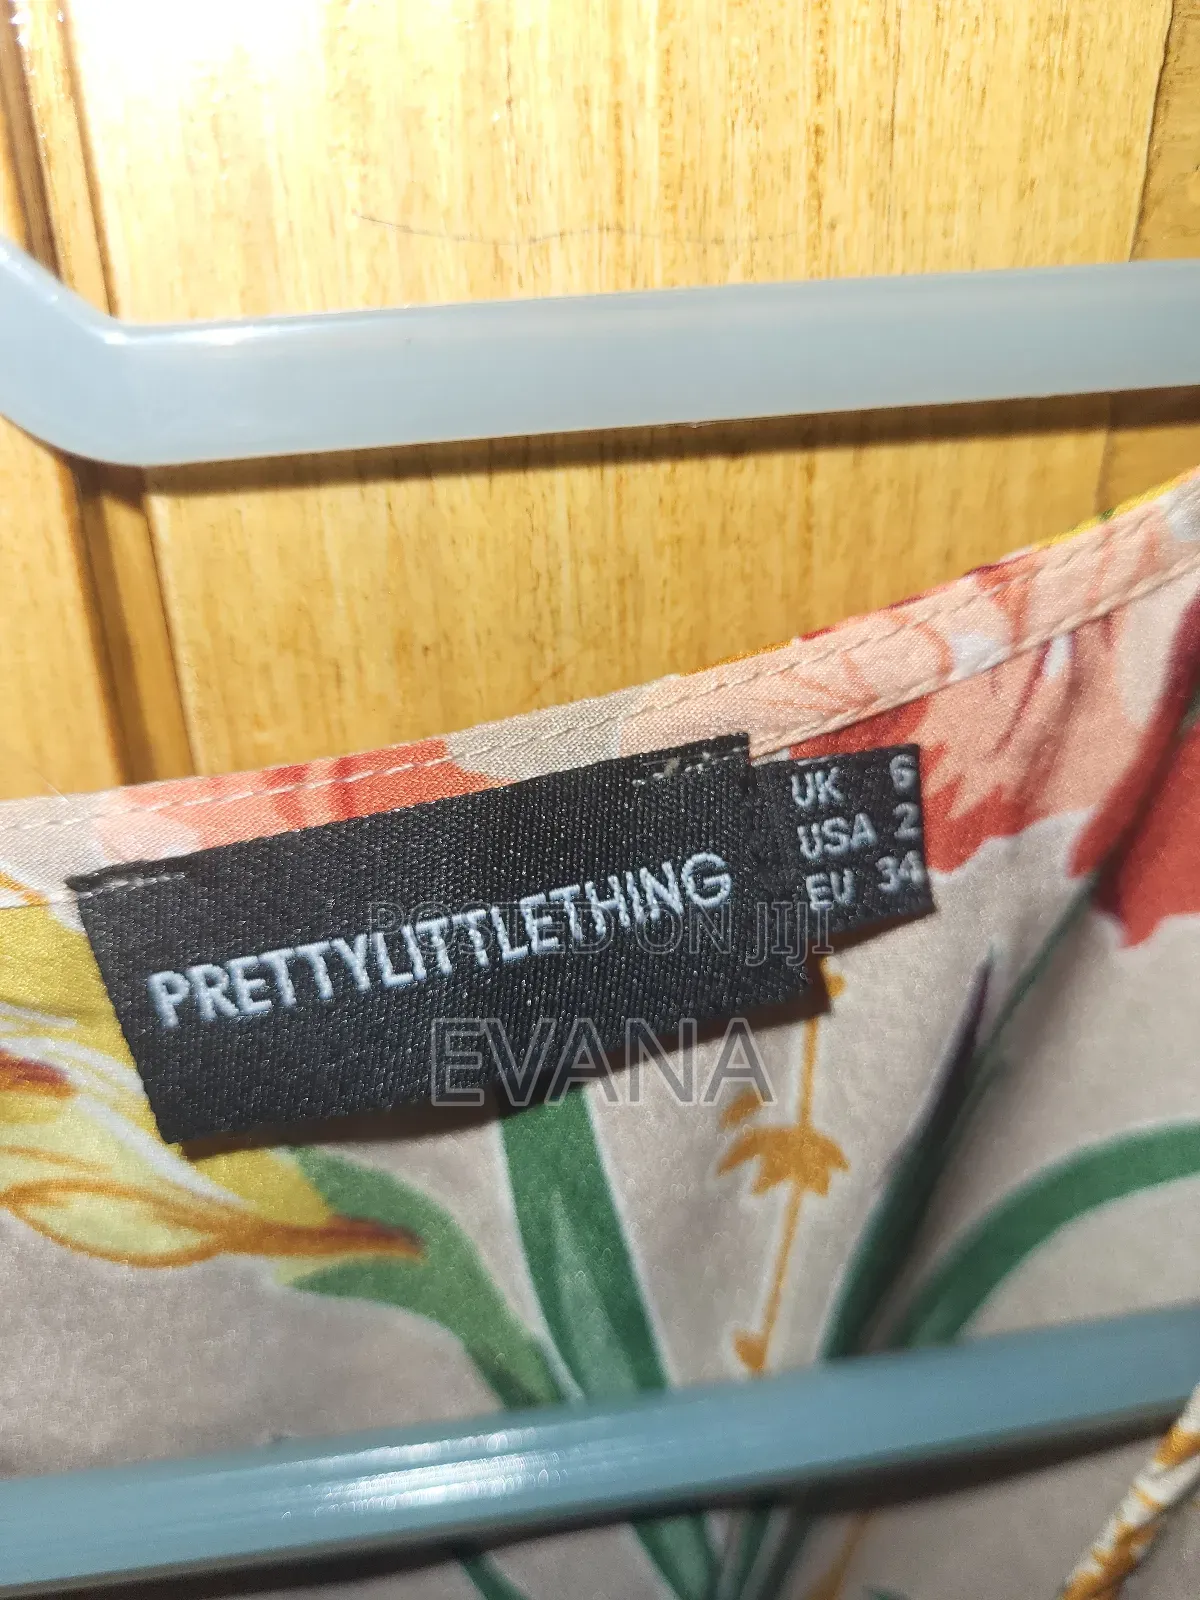 PRETTYLITTLETHING
UK 6
USA 2
EU 34
POSTED ON JIJI
EVANA